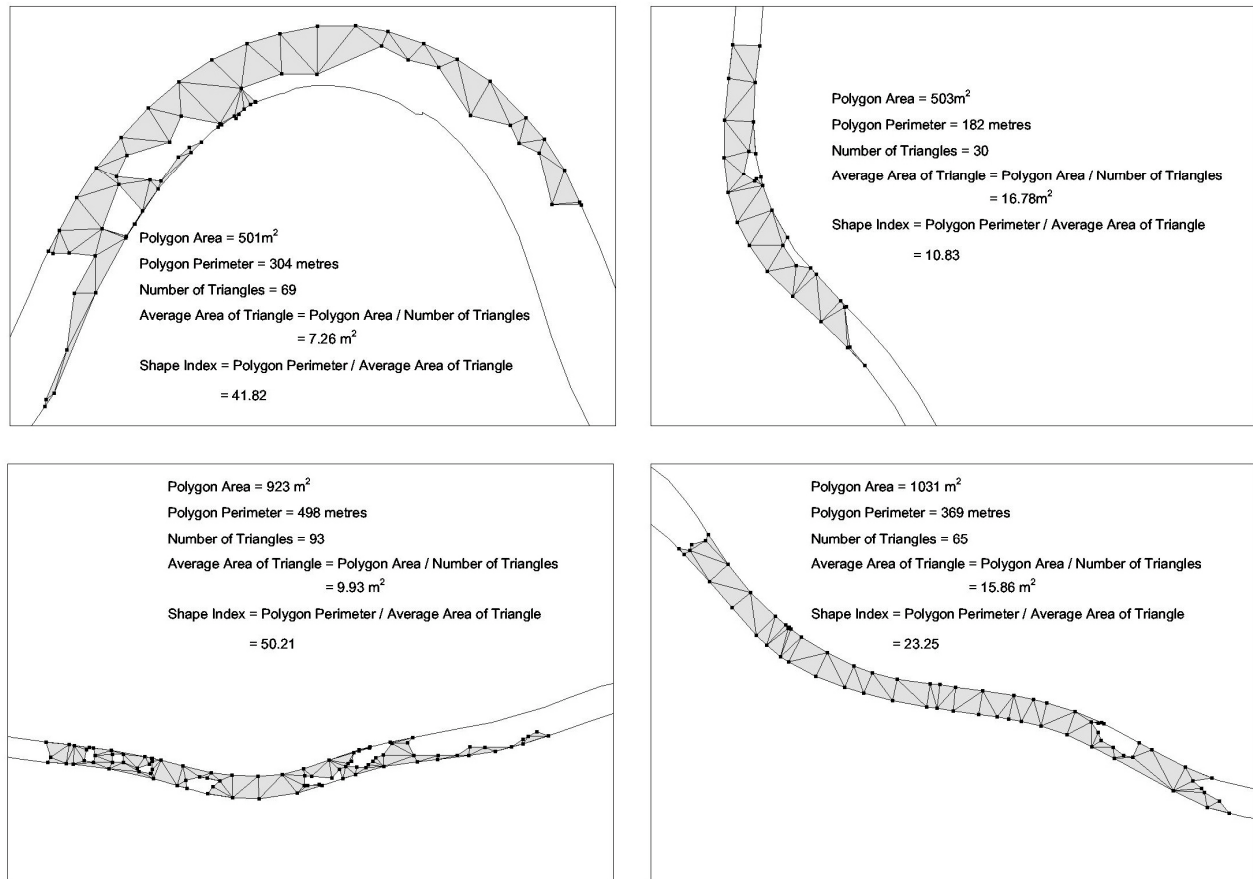 Polygon Area = 501m²
Polygon Perimeter = 304 metres
Number of Triangles = 69
Average Area of Triangle = Polygon Area / Number of Triangles
= 7.26 m²
Shape Index = Polygon Perimeter / Average Area of Triangle
= 41.82
Polygon Area = 503m²
Polygon Perimeter = 182 metres
Number of Triangles = 30
Average Area of Triangle = Polygon Area / Number of Triangles
= 16.78m²
Shape Index = Polygon Perimeter / Average Area of Triangle
= 10.83
Polygon Area = 923 m²
Polygon Perimeter = 498 metres
Number of Triangles = 93
Average Area of Triangle = Polygon Area / Number of Triangles
= 9.93 m²
Shape Index = Polygon Perimeter / Average Area of Triangle
= 50.21
Polygon Area = 1031 m²
Polygon Perimeter = 369 metres
Number of Triangles = 65
Average Area of Triangle = Polygon Area / Number of Triangles
= 15.86 m²
Shape Index = Polygon Perimeter / Average Area of Triangle
= 23.25